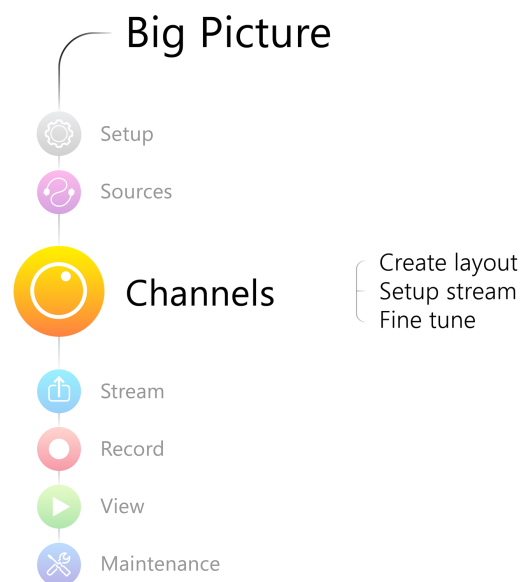 Big Picture
Setup
Sources
Channels
Create layout
Setup stream
Fine tune
Stream
Record
View
Maintenance